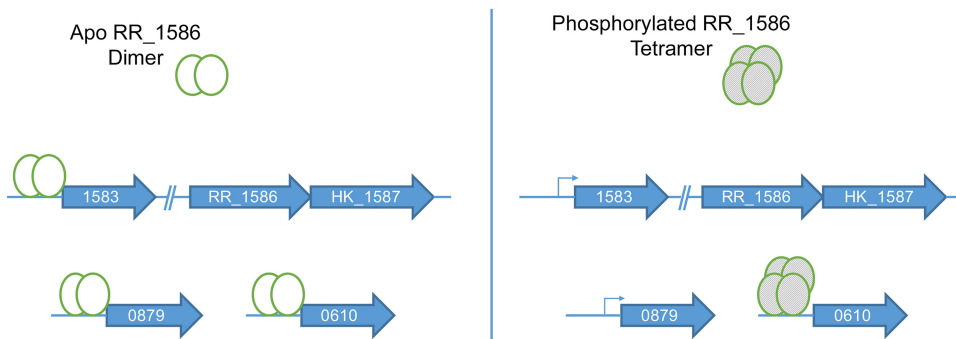 Apo RR_1586
Dimer
1583
RR_1586
HK_1587
0879
0610
Phosphorylated RR_1586
Tetramer
1583
RR_1586
HK_1587
0879
0610